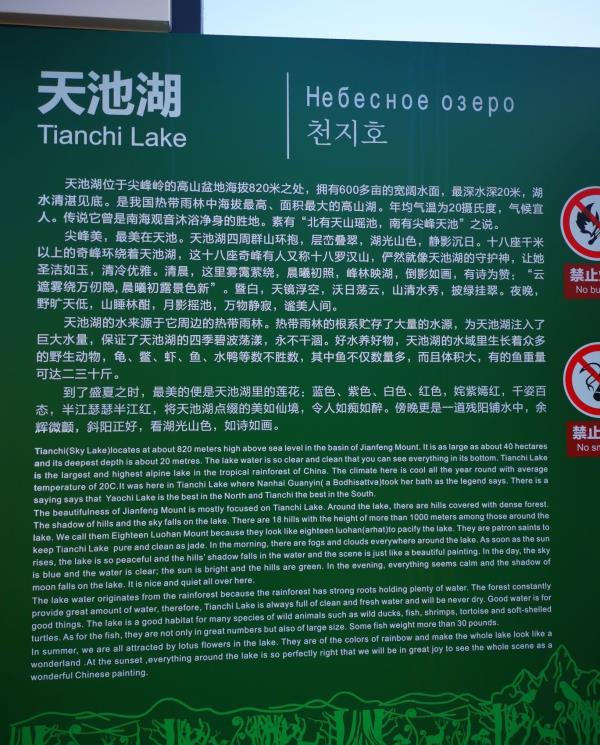 天池湖
Tianchi Lake
Небесное озеро
천지호
天池湖位于尖峰岭的高山盆地海拔820米之处，拥有600多亩的宽阔水面，最深水深20米，湖
水清湛见底。是我国热带雨林中海拔最高、面积最大的高山湖。年均气温为20摄氏度，气候宜
人。传说它曾是南海观音沐浴净身的胜地。素有“北有天山瑶池，南有尖峰天池”之说。
尖峰美，最美在天池。天池湖四周群山环抱，层峦叠翠，湖光山色，静影沉日。十八座千米
以上的奇峰环绕着天池湖，这十八座奇峰有人又称十八罗汉山，俨然就像天池湖的守护神，让她
圣洁如玉，清冷优雅。清晨，这里雾霭萦绕，晨曦初照，峰林映湖，倒影如画，有诗为赞：“云
遮雾绕万仞隐,晨曦初露景色新”。暨白，天镜浮空，沃日荡云，山清水秀，披绿挂翠。夜晚，
野旷天低，山睡林酣，月影摇池，万物静寂，谧美人间。
天池湖的水来源于它周边的热带雨林。热带雨林的根系贮存了大量的水源，为天池湖注入了
巨大水量，保证了天池湖的四季碧波荡漾，永不干涸。好水养好物，天池湖的水域里生长着众多
的野生动物，龟、鳖、虾、鱼、水鸭等数不胜数，其中鱼不仅数量多，而且体积大，有的鱼重量
可达二三十斤。
到了盛夏之时，最美的便是天池湖里的莲花：蓝色、紫色、白色、红色，姹紫嫣红，千姿百
态，半江瑟瑟半江红，将天池湖点缀的美如仙境，令人如痴如醉。傍晚更是一道残阳铺水中，余
辉微颤，斜阳正好，看湖光山色，如诗如画。
Tianchi(Sky Lake)locates at about 820 meters high above sea level in the basin of Jianfeng Mount. It is as large as about 40 hectares
and its deepest depth is about 20 metres. The lake water is so clear and clean that you can see everything in its bottom. Tianchi Lake
is the largest and highest alpine lake in the tropical rainforest of China. The climate here is cool all the year round with average
temperature of 20C.It was here in Tianchi Lake where Nanhai Guanyin( a Bodhisattva)took her bath as the legend says. There is a
saying says that Yaochi Lake is the best in the North and Tianchi the best in the South.
The beautifulness of Jianfeng Mount is mostly focused on Tianchi Lake. Around the lake, there are hills covered with dense forest.
The shadow of hills and the sky falls on the lake. There are 18 hills with the height of more than 1000 meters among those around the
lake. We call them Eighteen Luohan Mount because they look like eighteen luohan(arhat)to pacify the lake. They are patron saints to
keep Tianchi Lake pure and clean as jade. In the morning, there are fogs and clouds everywhere around the lake. As soon as the sun
rises, the lake is so peaceful and the hills' shadow falls in the water and the scene is just like a beautiful painting. In the day, the sky
is blue and the water is clear; the sun is bright and the hills are green. In the evening, everything seems calm and the shadow of
moon falls on the lake. It is nice and quiet all over here.
The lake water originates from the rainforest because the rainforest has strong roots holding plenty of water. The forest constantly
provide great amount of water, therefore, Tianchi Lake is always full of clean and fresh water and will be never dry. Good water is for
good things. The lake is a good habitat for many species of wild animals such as wild ducks, fish, shrimps, tortoise and soft-shelled
turtles. As for the fish, they are not only in great numbers but also of large size. Some fish weight more than 30 pounds.
In summer, we are all attracted by lotus flowers in the lake. They are of the colors of rainbow and make the whole lake look like a
wonderland .At the sunset ,everything around the lake is so perfectly right that we will be in great joy to see the whole scene as a
wonderful Chinese painting.
禁止
No bu
禁止
No sm